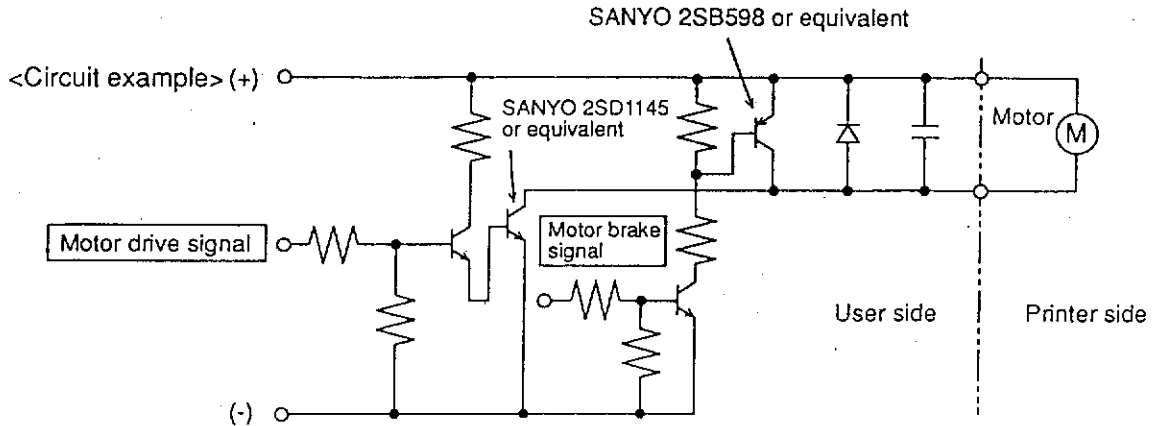 SANYO 2SB598 or equivalent
<Circuit example> (+)
SANYO 2SD1145
or equivalent
Motor
M
Motor drive signal
Motor brake
signal
User side
Printer side
(-)